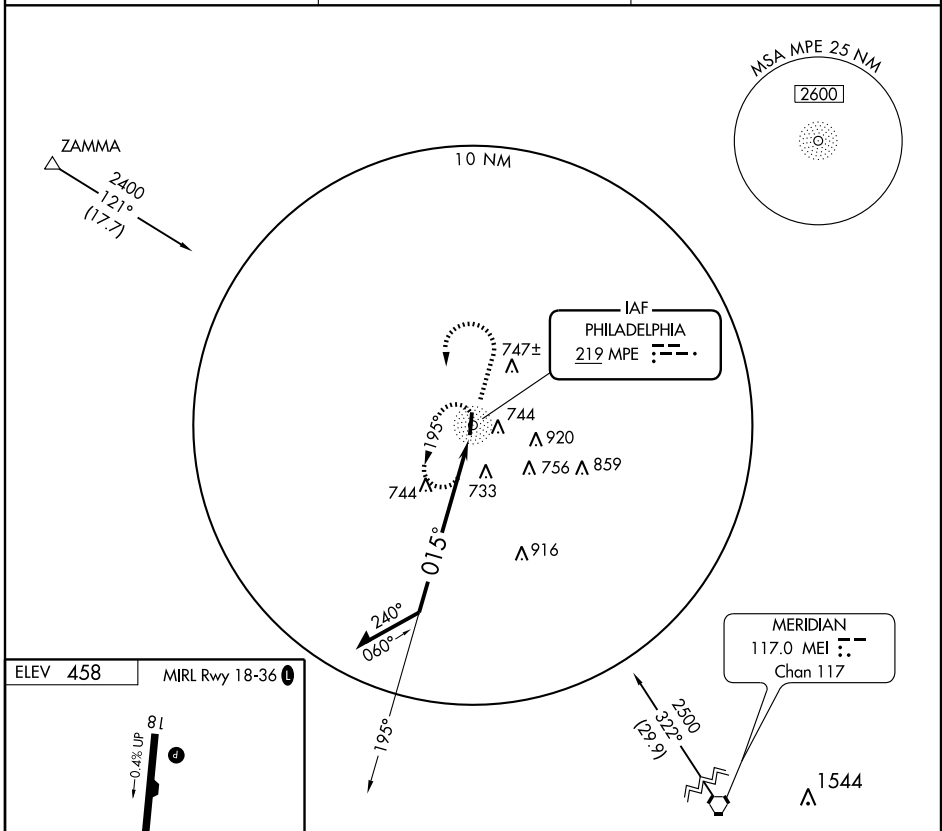 MSA MPE 25 NM
2600
ZAMMA
2400
121°
(17.7)
10 NM
IAF
PHILADELPHIA
219 MPE
747±
744
920
195°
756
859
744
733
015°
916
240°
060°
195°
MERIDIAN
117.0 MEI
Chan 117
2500
322°
(29.9)
1544
ELEV 458
MIRL Rwy 18-36 L
18
0.4% UP
P